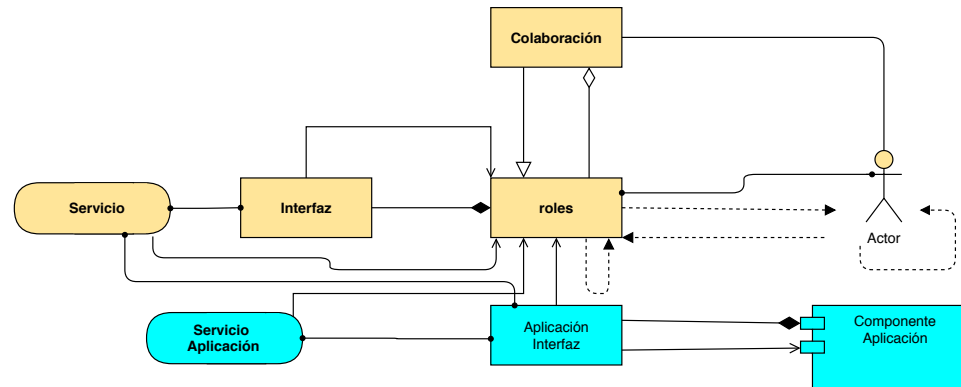 Colaboración
Servicio
Interfaz
roles
Actor
Servicio
Aplicación
Aplicación
Interfaz
Componente
Aplicación